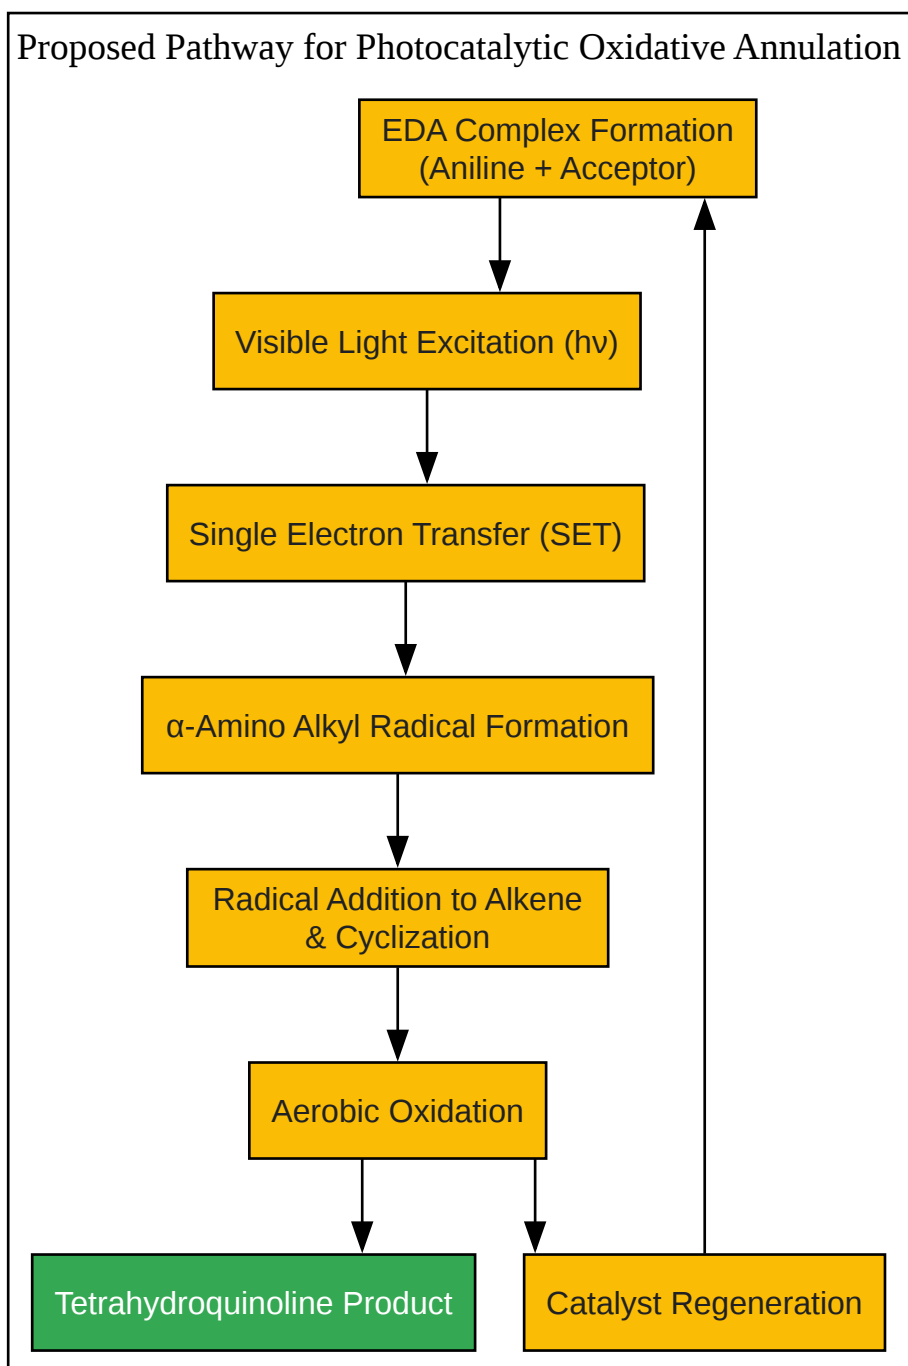 Proposed Pathway for Photocatalytic Oxidative Annulation
EDA Complex Formation
(Aniline + Acceptor)
Visible Light Excitation (hν)
Single Electron Transfer (SET)
α-Amino Alkyl Radical Formation
Radical Addition to Alkene
& Cyclization
Aerobic Oxidation
Tetrahydroquinoline Product
Catalyst Regeneration